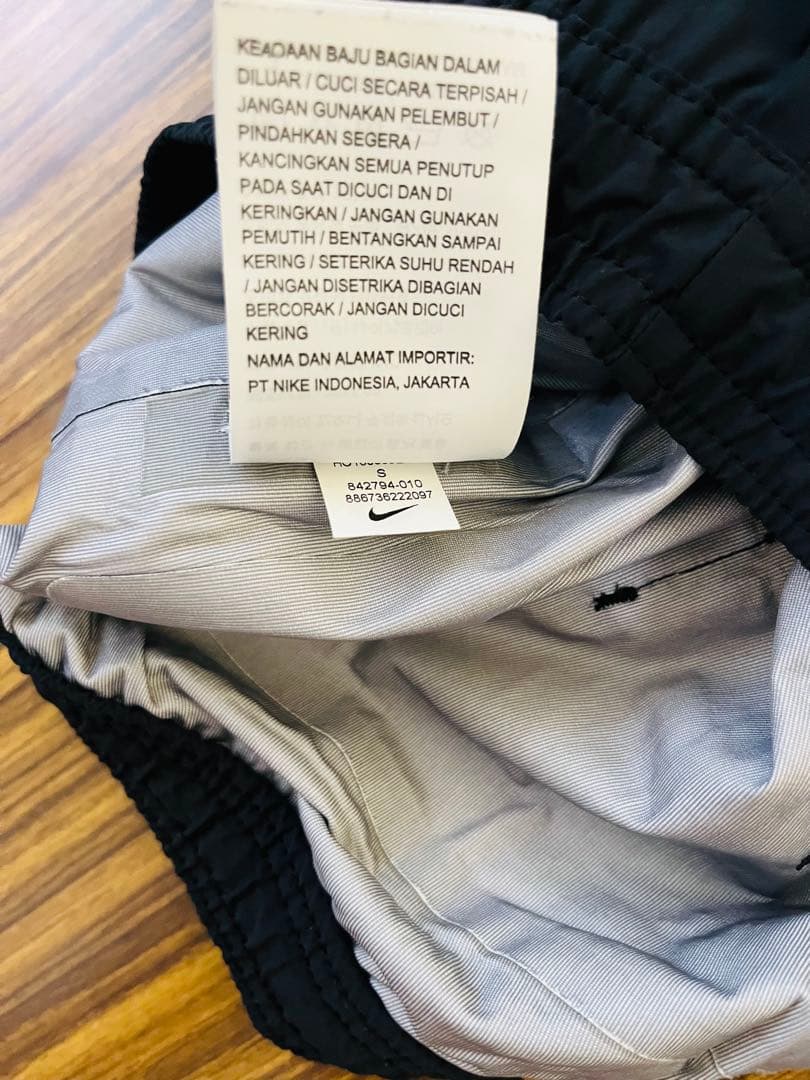 KEADAAN BAJU BAGIAN DALAM
DILUAR / CUCI SECARA TERPISAH /
JANGAN GUNAKAN PELEMBUT /
PINDAHKAN SEGERA /
KANCINGKAN SEMUA PENUTUP
PADA SAAT DICUCI DAN DI
KERINGKAN / JANGAN GUNAKAN
PEMUTIH / BENTANGKAN SAMPAI
KERING / SETERIKA SUHU RENDAH
/ JANGAN DISETRIKA DIBAGIAN
BERCORAK / JANGAN DICUCI
KERING
NAMA DAN ALAMAT IMPORTIR:
PT NIKE INDONESIA, JAKARTA
S
842794-010
886736222097